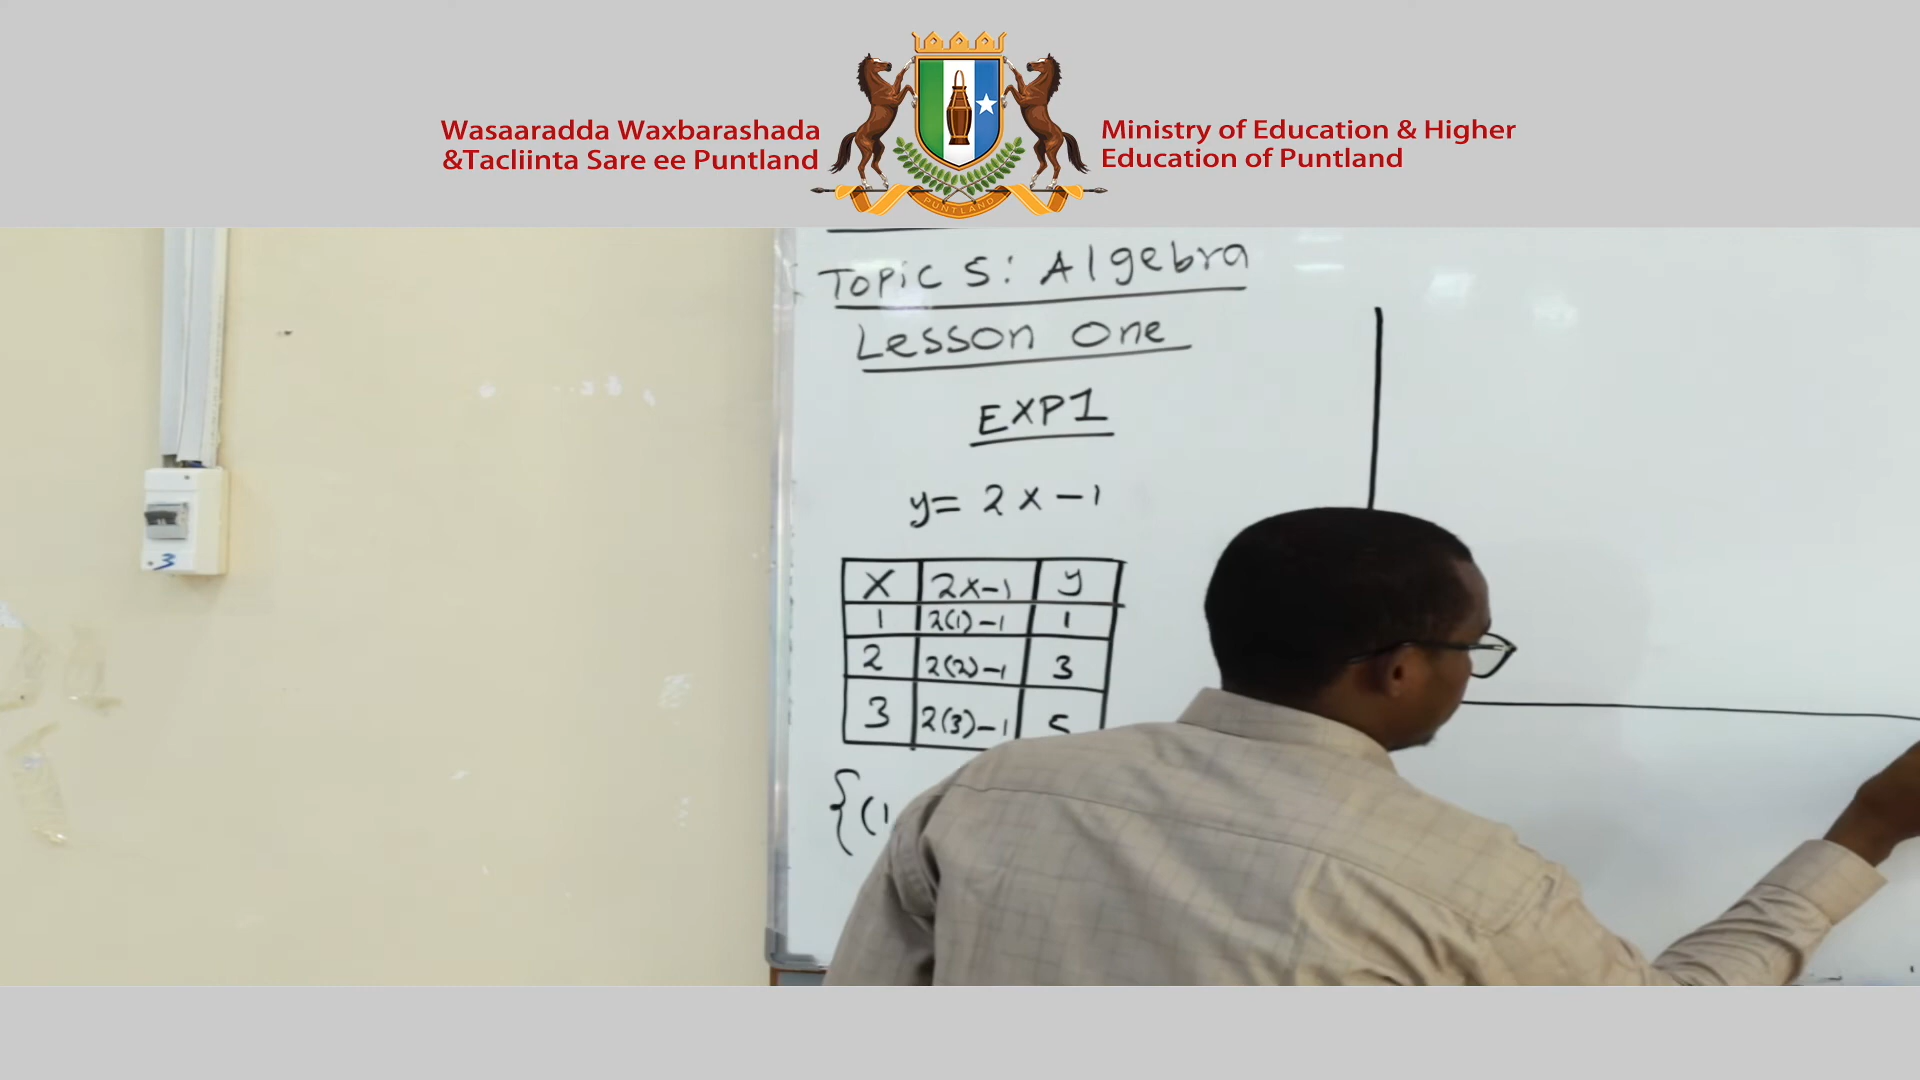 Wasaaradda Waxbarashada
&Tacliinta Sare ee Puntland
PUNTLAND
Ministry of Education & Higher
Education of Puntland
Topic 5: Algebra
Lesson One
EXP1
y= 2x-1
x 2x-1 y
1 2(1)-1 1
2 2(2)-1 3
3 2(3)-1 5
{(1
3